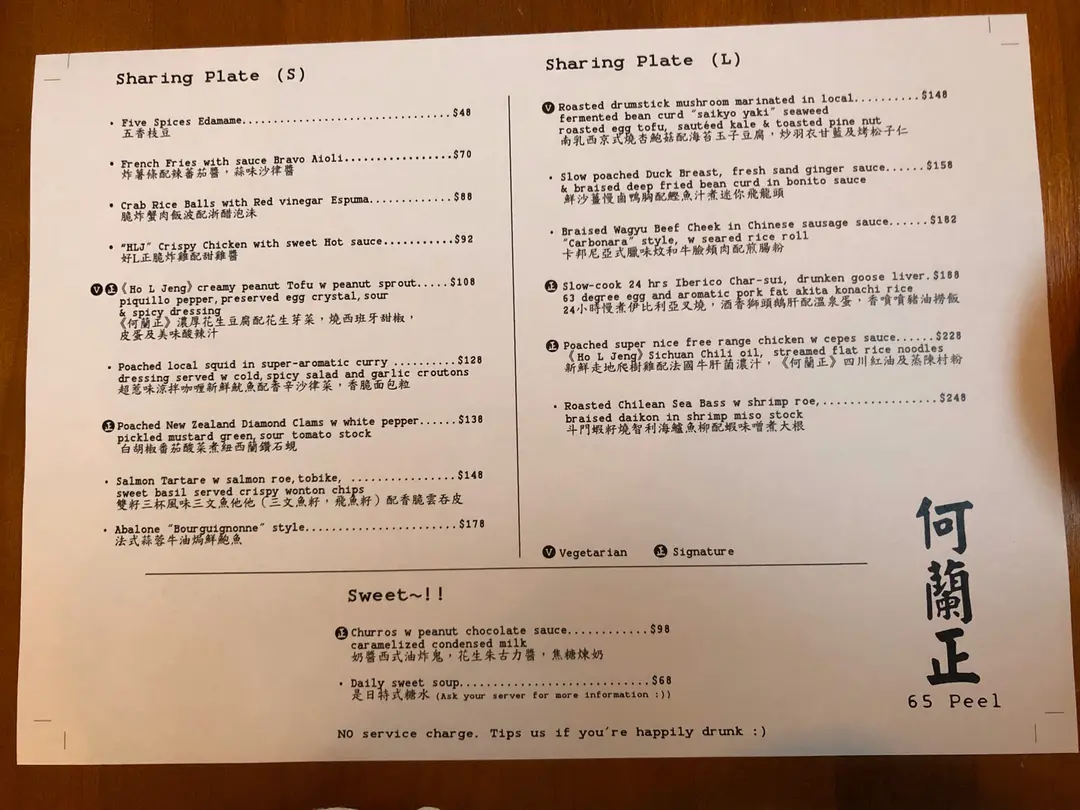 Sharing Plate (S)
· Five Spices Edamame................................$48
五香枝豆
· French Fries with sauce Bravo Aioli................$70
炸薯條配辣蕃茄醬，蒜味沙律醬
· Crab Rice Balls with Red vinegar Espuma............$88
脆炸蟹肉飯波配浙醋泡沫
· "HLJ" Crispy Chicken with sweet Hot sauce..........$92
好L正脆炸雞配甜雞醬
V 正《Ho L Jeng》creamy peanut Tofu w peanut sprout.....$108
piquillo pepper, preserved egg crystal, sour
& spicy dressing
《何蘭正》濃厚花生豆腐配花生芽菜，燒西班牙甜椒，
皮蛋及美味酸辣汁
· Poached local squid in super-aromatic curry ..........$128
dressing served w cold, spicy salad and garlic croutons
超惹味涼拌咖喱新鮮魷魚配香辛沙律菜，香脆面包粒
正 Poached New Zealand Diamond Clams w white pepper......$138
pickled mustard green, sour tomato stock
白胡椒番茄酸菜煮紐西蘭鑽石蜆
· Salmon Tartare w salmon roe, tobike, ................$148
sweet basil served crispy wonton chips
雙籽三杯風味三文魚他他（三文魚籽，飛魚籽）配香脆雲吞皮
· Abalone "Bourguignonne" style.......................$178
法式蒜蓉牛油焗鮮鮑魚
Sharing Plate (L)
V Roasted drumstick mushroom marinated in local..........$148
fermented bean curd "saikyo yaki" seaweed
roasted egg tofu, sautéed kale & toasted pine nut
南乳西京式燒杏鮑菇配海苔玉子豆腐，炒羽衣甘藍及烤松子仁
· Slow poached Duck Breast, fresh sand ginger sauce......$158
& braised deep fried bean curd in bonito sauce
鮮沙薑慢鹵鴨胸配鰹魚汁煮迷你飛龍頭
· Braised Wagyu Beef Cheek in Chinese sausage sauce......$182
"Carbonara" style, w seared rice roll
卡邦尼亞式臘味炆和牛臉頰肉配煎腸粉
正 Slow-cook 24 hrs Iberico Char-sui, drunken goose liver.$188
63 degree egg and aromatic pork fat akita konachi rice
24小時慢煮伊比利亞叉燒，酒香獅頭鵝肝配溫泉蛋，香噴噴豬油撈飯
正 Poached super nice free range chicken w cepes sauce......$228
《Ho L Jeng》Sichuan Chili oil, streamed flat rice noodles
新鮮走地爬樹雞配法國牛肝菌濃汁，《何蘭正》四川紅油及蒸陳村粉
· Roasted Chilean Sea Bass w shrimp roe,.................$248
braised daikon in shrimp miso stock
斗門蝦籽燒智利海鱸魚柳配蝦味噌煮大根
V Vegetarian 正 Signature
Sweet~!!
正 Churros w peanut chocolate sauce............$98
caramelized condensed milk
奶醬西式油炸鬼，花生朱古力醬，焦糖煉奶
· Daily sweet soup.............................$68
是日特式糖水 (Ask your server for more information :))
NO service charge. Tips us if you're happily drunk :)
何蘭正
65 Peel